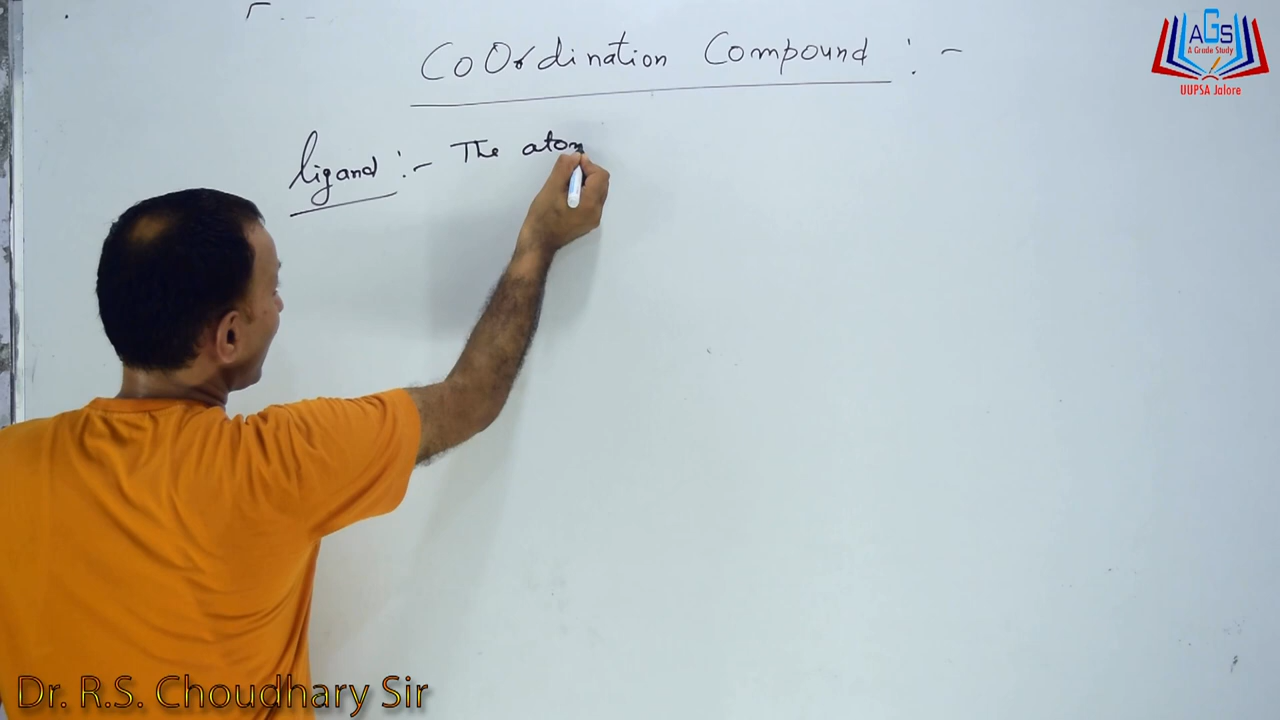 CoOrdination Compound : -
AGS
A Grade Study
UUPSA Jalore
ligand :- The atom
Dr. R.S. Choudhary Sir